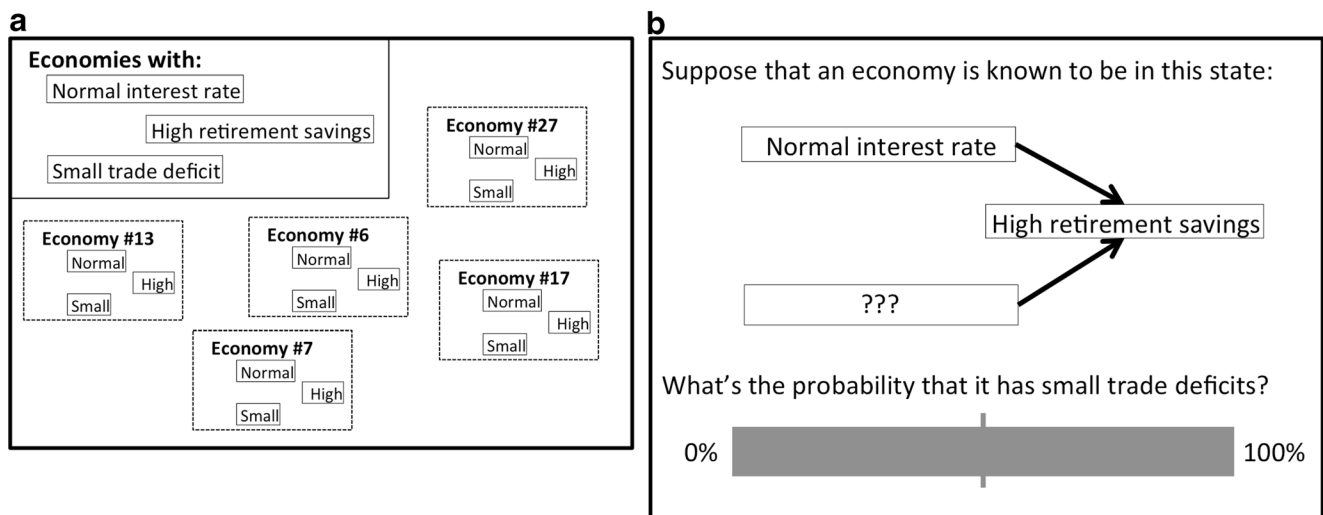 a
Economies with:
Normal interest rate
High retirement savings
Small trade deficit
Economy #27
Normal
High
Small
Economy #13
Normal
High
Small
Economy #6
Normal
High
Small
Economy #17
Normal
High
Small
Economy #7
Normal
High
Small
b
Suppose that an economy is known to be in this state:
Normal interest rate
High retirement savings
???
What's the probability that it has small trade deficits?
0%
100%